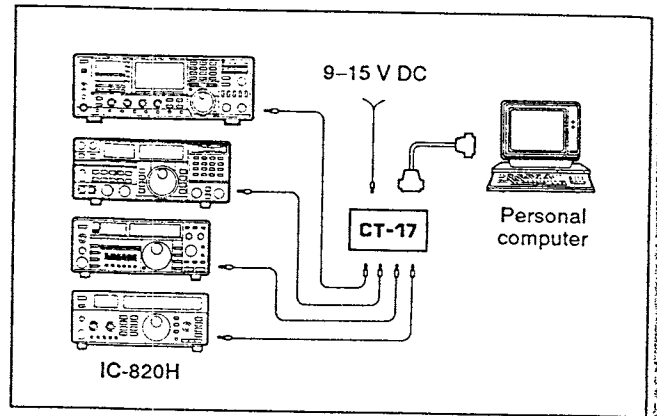 9–15 V DC
CT-17
Personal
computer
IC-820H